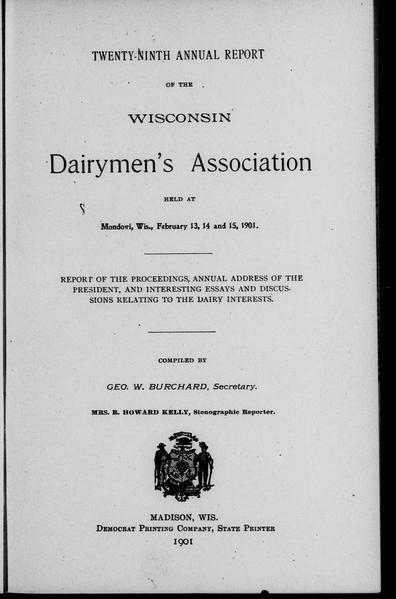 TWENTY-NINTH ANNUAL REPORT
OF THE
WISCONSIN
Dairymen's Association
HELD AT
Mondovi, Wis., February 13, 14 and 15, 1901.
REPORT OF THE PROCEEDINGS, ANNUAL ADDRESS OF THE
PRESIDENT, AND INTERESTING ESSAYS AND DISCUS-
SIONS RELATING TO THE DAIRY INTERESTS.
COMPILED BY
GEO. W. BURCHARD, Secretary.
MRS. R. HOWARD KELLY, Stenographic Reporter.
MADISON, WIS.
DEMOCRAT PRINTING COMPANY, STATE PRINTER
1901